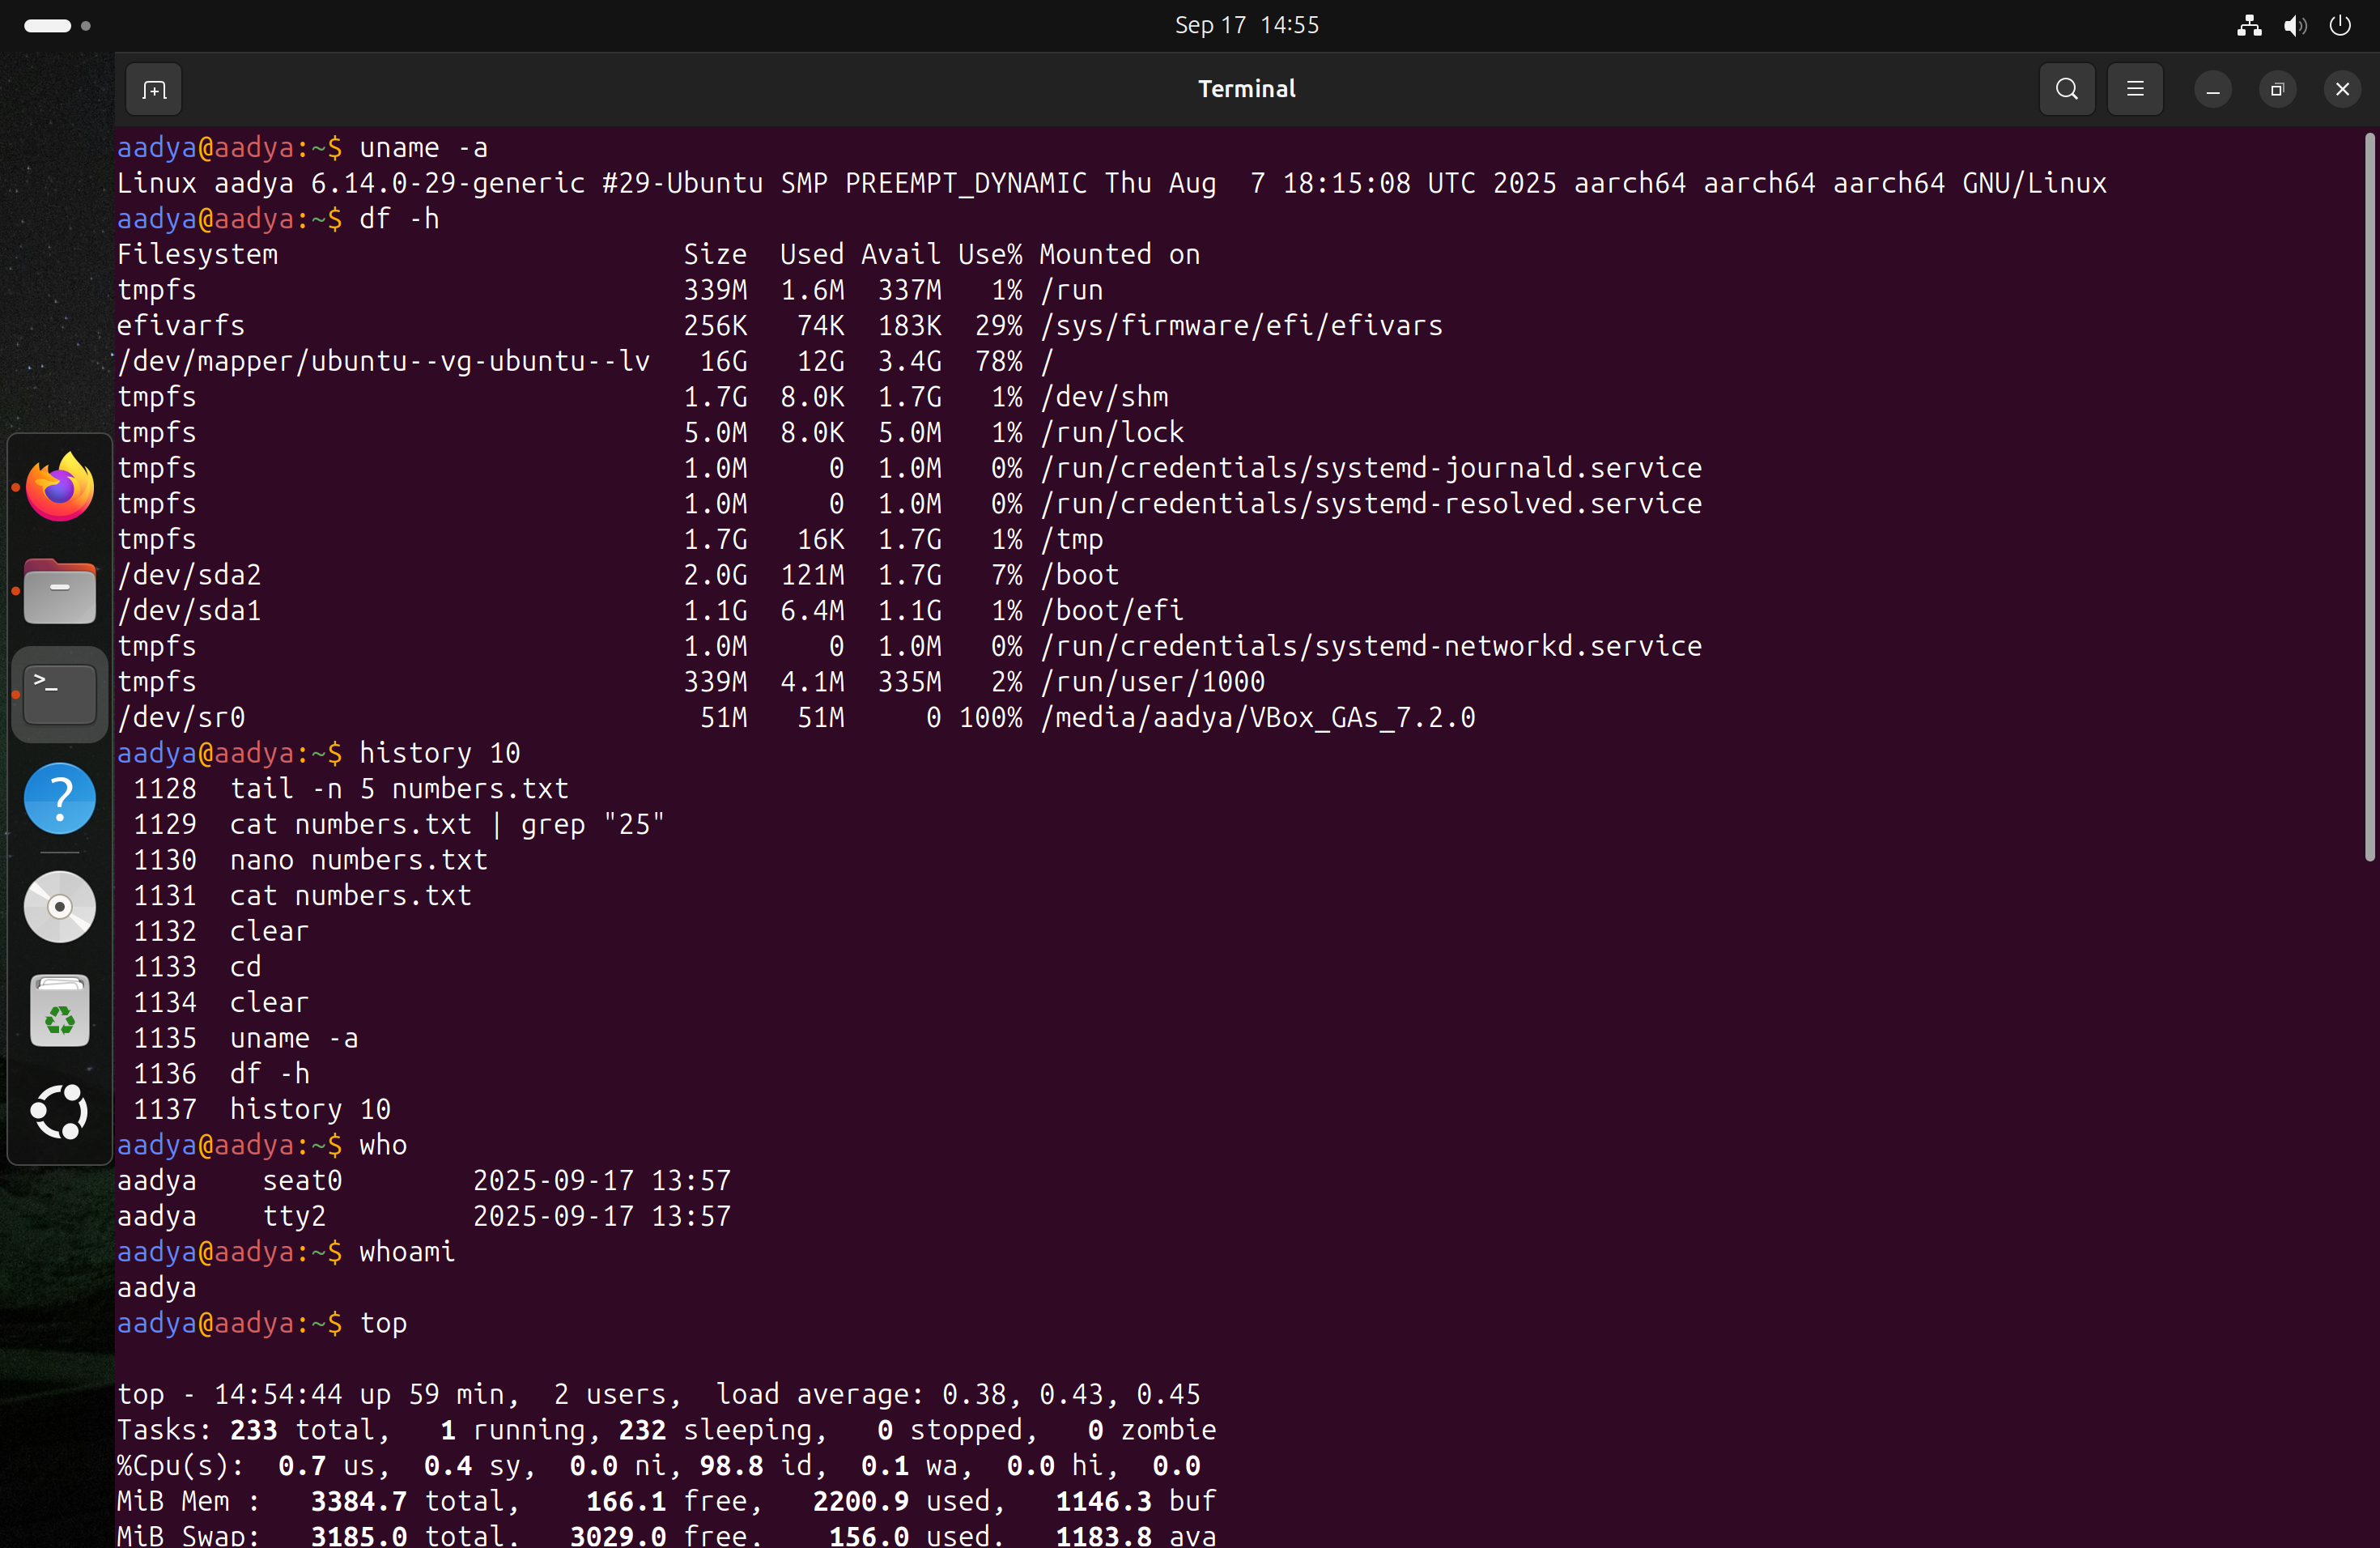 Sep 17 14:55
Terminal
aadya@aadya:~$ uname -a
Linux aadya 6.14.0-29-generic #29-Ubuntu SMP PREEMPT_DYNAMIC Thu Aug  7 18:15:08 UTC 2025 aarch64 aarch64 aarch64 GNU/Linux
aadya@aadya:~$ df -h
Filesystem                         Size  Used Avail Use% Mounted on
tmpfs                              339M  1.6M  337M   1% /run
efivarfs                           256K   74K  183K  29% /sys/firmware/efi/efivars
/dev/mapper/ubuntu--vg-ubuntu--lv   16G   12G  3.4G  78% /
tmpfs                              1.7G  8.0K  1.7G   1% /dev/shm
tmpfs                              5.0M  8.0K  5.0M   1% /run/lock
tmpfs                              1.0M     0  1.0M   0% /run/credentials/systemd-journald.service
tmpfs                              1.0M     0  1.0M   0% /run/credentials/systemd-resolved.service
tmpfs                              1.7G   16K  1.7G   1% /tmp
/dev/sda2                          2.0G  121M  1.7G   7% /boot
/dev/sda1                          1.1G  6.4M  1.1G   1% /boot/efi
tmpfs                              1.0M     0  1.0M   0% /run/credentials/systemd-networkd.service
tmpfs                              339M  4.1M  335M   2% /run/user/1000
/dev/sr0                            51M   51M     0 100% /media/aadya/VBox_GAs_7.2.0
aadya@aadya:~$ history 10
 1128  tail -n 5 numbers.txt
 1129  cat numbers.txt | grep "25"
 1130  nano numbers.txt
 1131  cat numbers.txt
 1132  clear
 1133  cd
 1134  clear
 1135  uname -a
 1136  df -h
 1137  history 10
aadya@aadya:~$ who
aadya    seat0        2025-09-17 13:57
aadya    tty2         2025-09-17 13:57
aadya@aadya:~$ whoami
aadya
aadya@aadya:~$ top
top - 14:54:44 up 59 min,  2 users,  load average: 0.38, 0.43, 0.45
Tasks: 233 total,   1 running, 232 sleeping,   0 stopped,   0 zombie
%Cpu(s):  0.7 us,  0.4 sy,  0.0 ni, 98.8 id,  0.1 wa,  0.0 hi,  0.0
MiB Mem :   3384.7 total,    166.1 free,   2200.9 used,   1146.3 buf
MiB Swap:   3185.0 total,   3029.0 free,    156.0 used.   1183.8 ava